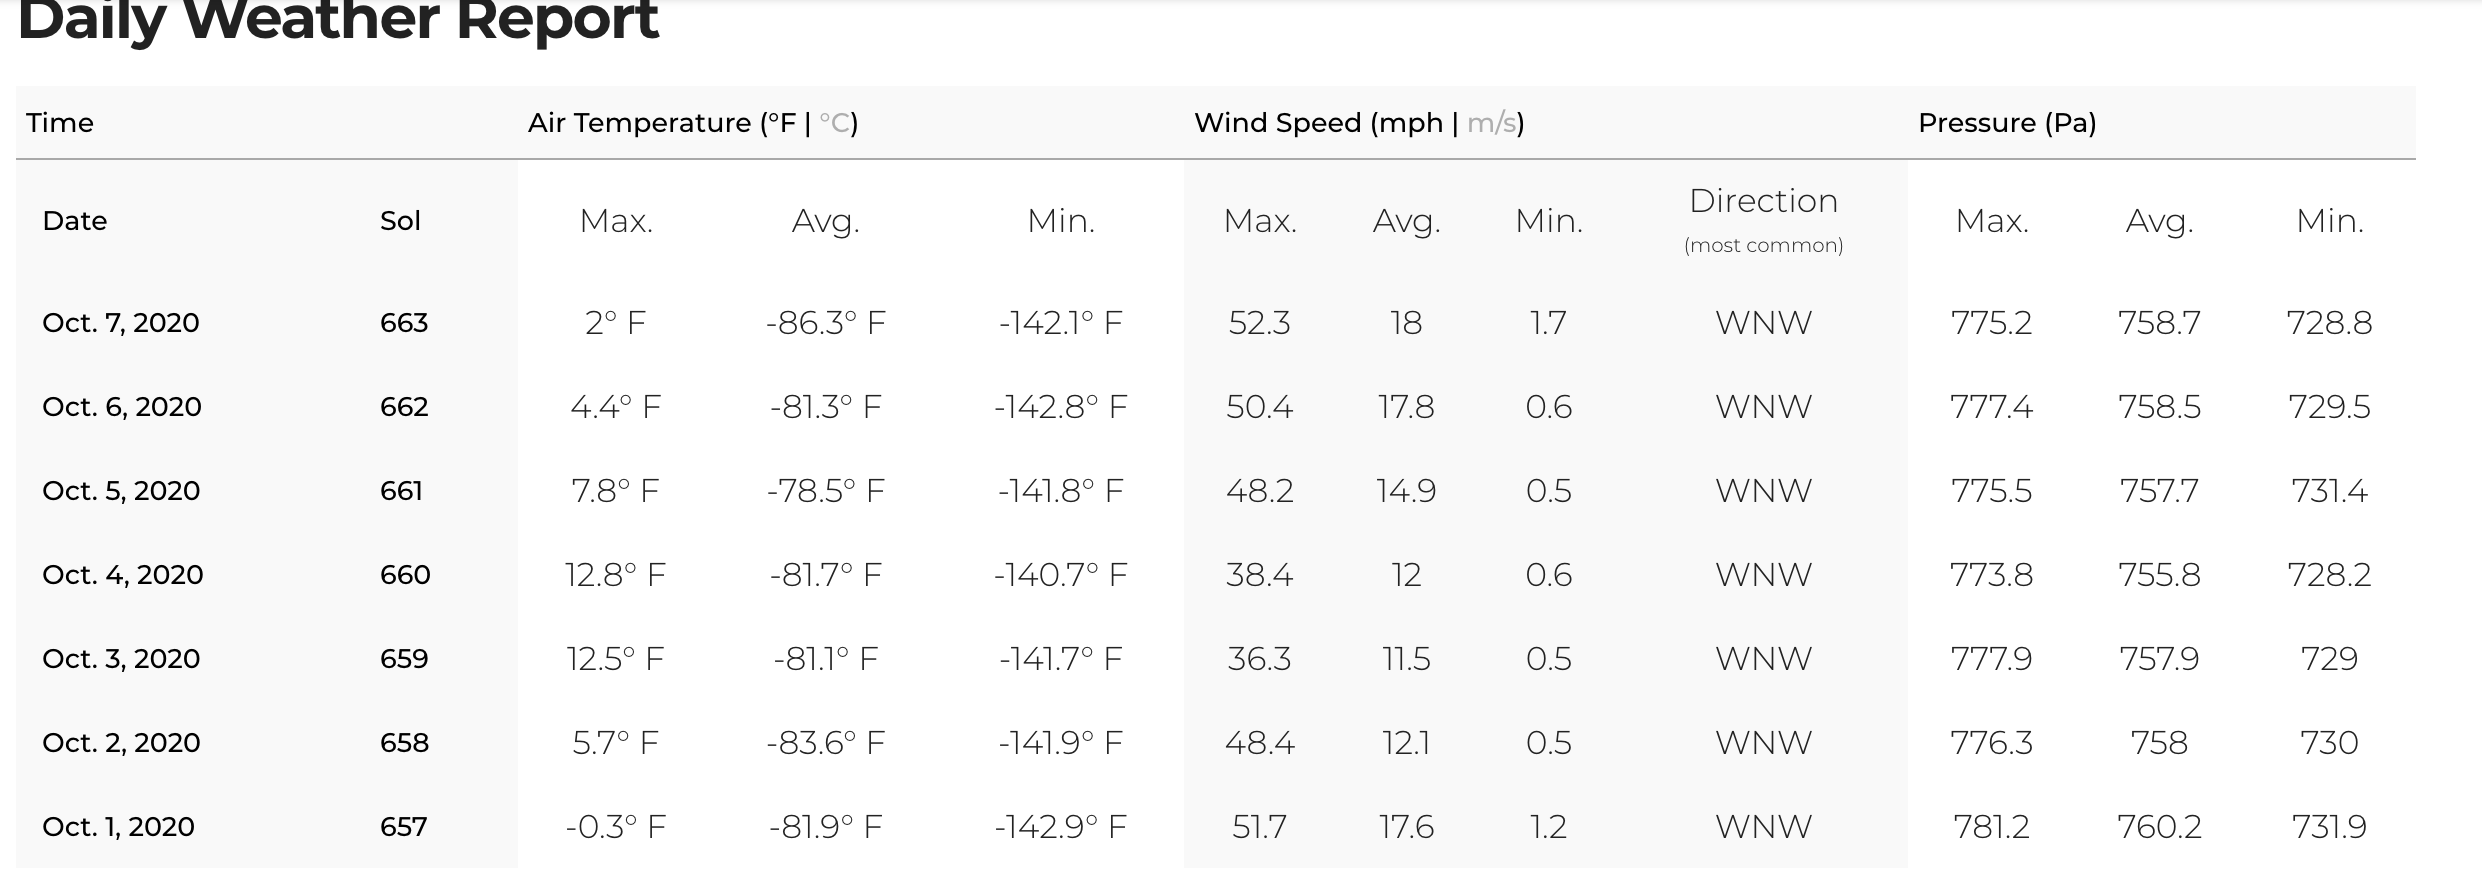 Daily Weather Report
Time Air Temperature (°F | °C) Wind Speed (mph | m/s) Pressure (Pa)
Date Sol Max. Avg. Min. Max. Avg. Min. Direction (most common) Max. Avg. Min.
Oct. 7, 2020 663 2° F -86.3° F -142.1° F 52.3 18 1.7 WNW 775.2 758.7 728.8
Oct. 6, 2020 662 4.4° F -81.3° F -142.8° F 50.4 17.8 0.6 WNW 777.4 758.5 729.5
Oct. 5, 2020 661 7.8° F -78.5° F -141.8° F 48.2 14.9 0.5 WNW 775.5 757.7 731.4
Oct. 4, 2020 660 12.8° F -81.7° F -140.7° F 38.4 12 0.6 WNW 773.8 755.8 728.2
Oct. 3, 2020 659 12.5° F -81.1° F -141.7° F 36.3 11.5 0.5 WNW 777.9 757.9 729
Oct. 2, 2020 658 5.7° F -83.6° F -141.9° F 48.4 12.1 0.5 WNW 776.3 758 730
Oct. 1, 2020 657 -0.3° F -81.9° F -142.9° F 51.7 17.6 1.2 WNW 781.2 760.2 731.9